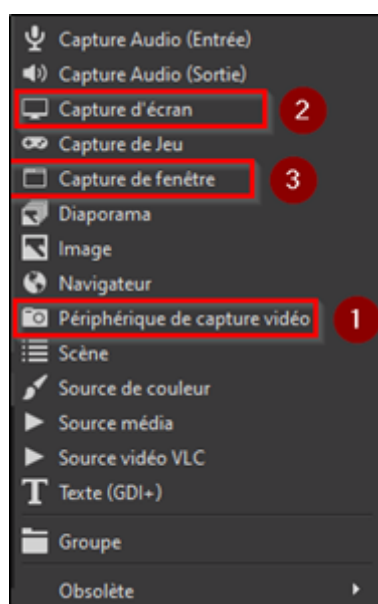 Capture Audio (Entrée)
Capture Audio (Sortie)
Capture d'écran 2
Capture de Jeu
Capture de fenêtre 3
Diaporama
Image
Navigateur
Périphérique de capture vidéo 1
Scène
Source de couleur
Source média
Source vidéo VLC
T Texte (GDI+)
Groupe
Obsolète